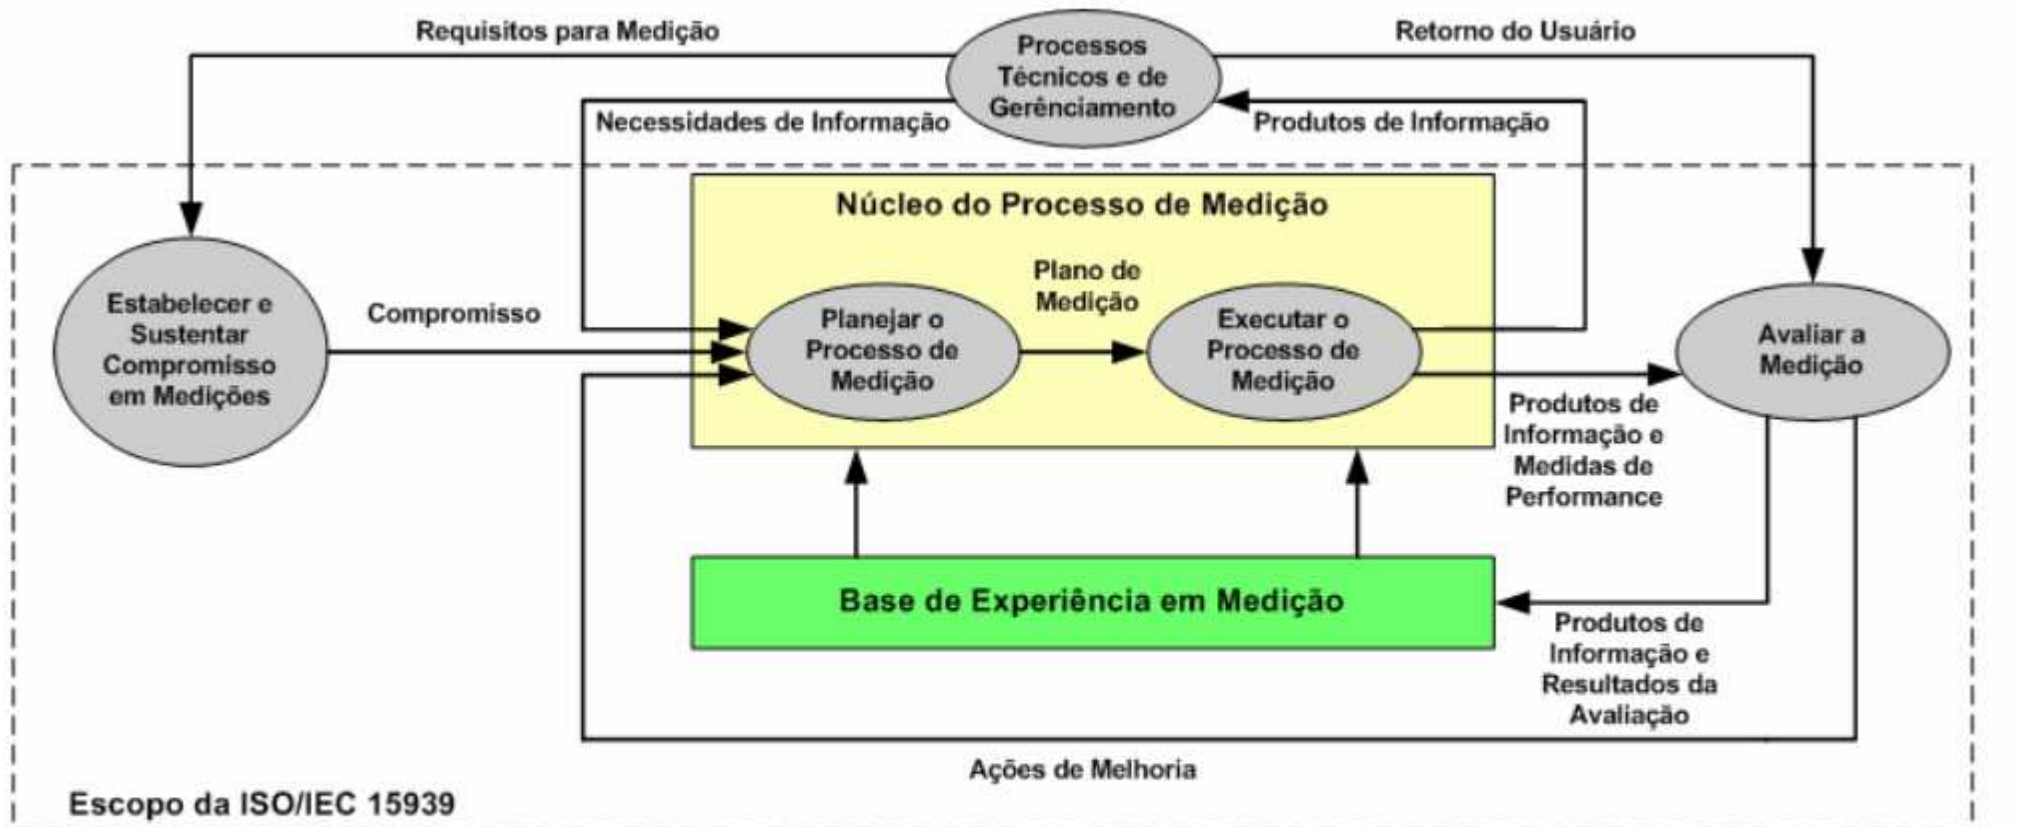 Requisitos para Medição
Processos
Técnicos e de
Gerênciamento
Retorno do Usuário
Necessidades de Informação
Produtos de Informação
Núcleo do Processo de Medição
Estabelecer e
Sustentar
Compromisso
em Medições
Compromisso
Planejar o
Processo de
Medição
Plano de
Medição
Executar o
Processo de
Medição
Avaliar a
Medição
Produtos de
Informação e
Medidas de
Performance
Base de Experiência em Medição
Produtos de
Informação e
Resultados da
Avaliação
Ações de Melhoria
Escopo da ISO/IEC 15939